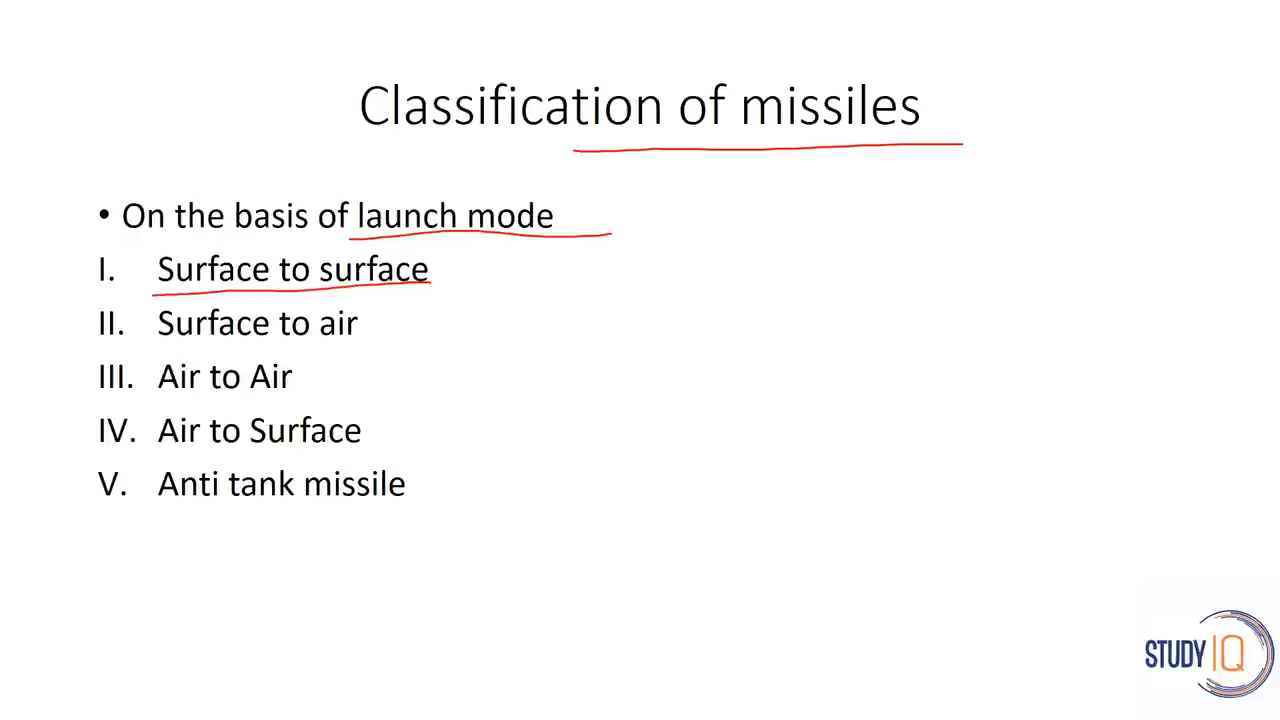 Classification of missiles
• On the basis of launch mode
I. Surface to surface
II. Surface to air
III. Air to Air
IV. Air to Surface
V. Anti tank missile
STUDY IQ